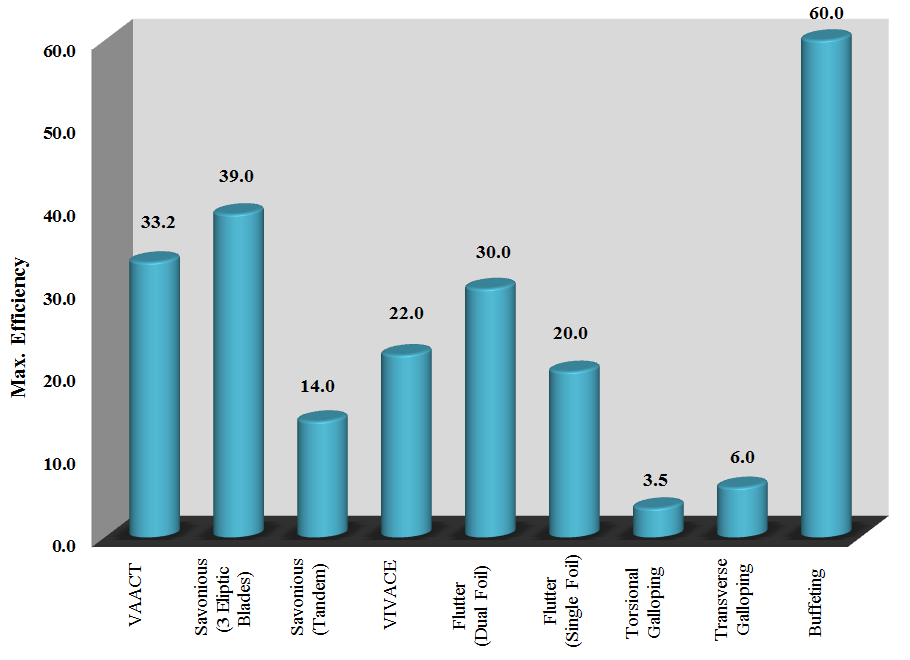 60.0
50.0
40.0
30.0
20.0
10.0
0.0
Max. Efficiency
33.2
39.0
14.0
22.0
30.0
20.0
3.5
6.0
60.0
VAACT
Savonious
(3 Eliptic
Blades)
Savonious
(Tandem)
VIVACE
Flutter
(Dual Foil)
Flutter
(Single Foil)
Torsional
Galloping
Transverse
Galloping
Buffeting